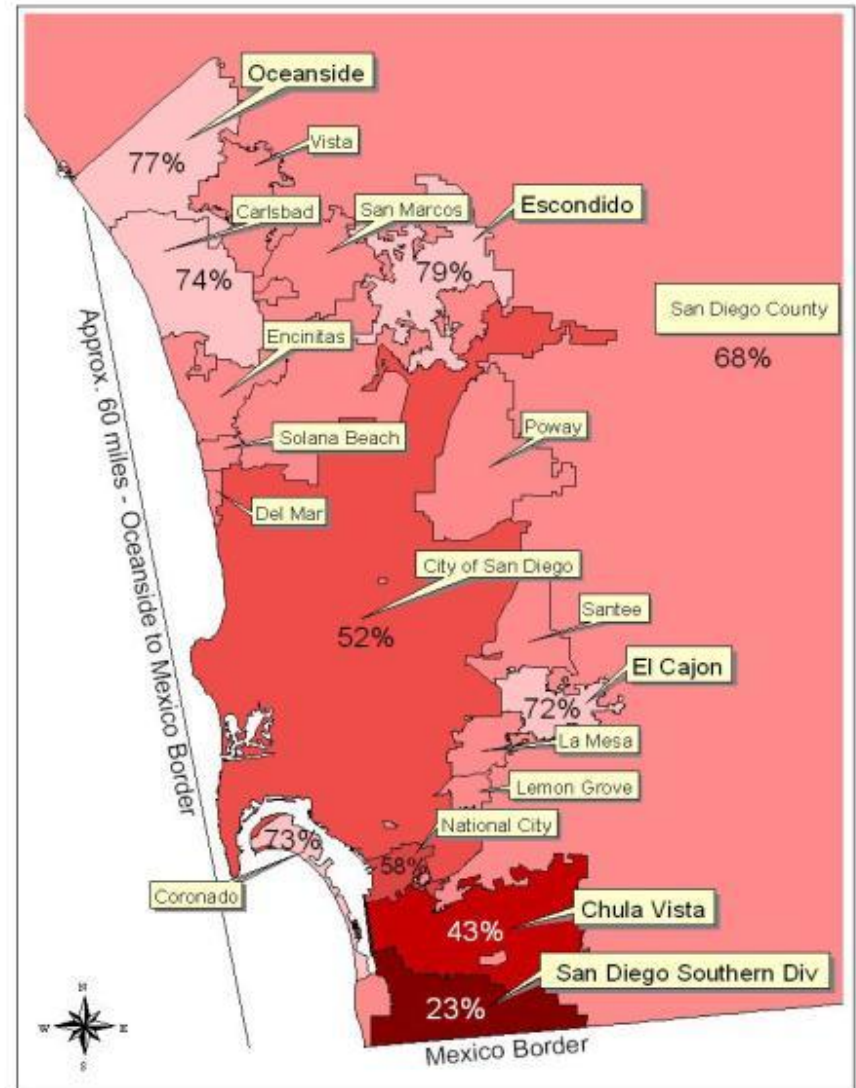 Oceanside
Vista
77%
Carlsbad
San Marcos
Escondido
74%
79%
San Diego County
68%
Encinitas
Approx. 60 miles - Oceanside to Mexico Border
Solana Beach
Poway
Del Mar
City of San Diego
52%
Santee
El Cajon
72%
La Mesa
Lemon Grove
National City
73%
58%
Coronado
Chula Vista
43%
San Diego Southern Div
23%
Mexico Border
N
W E
S